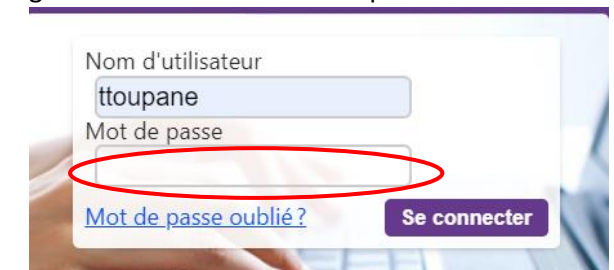 Nom d'utilisateur
ttoupane
Mot de passe
Mot de passe oublié ?
Se connecter